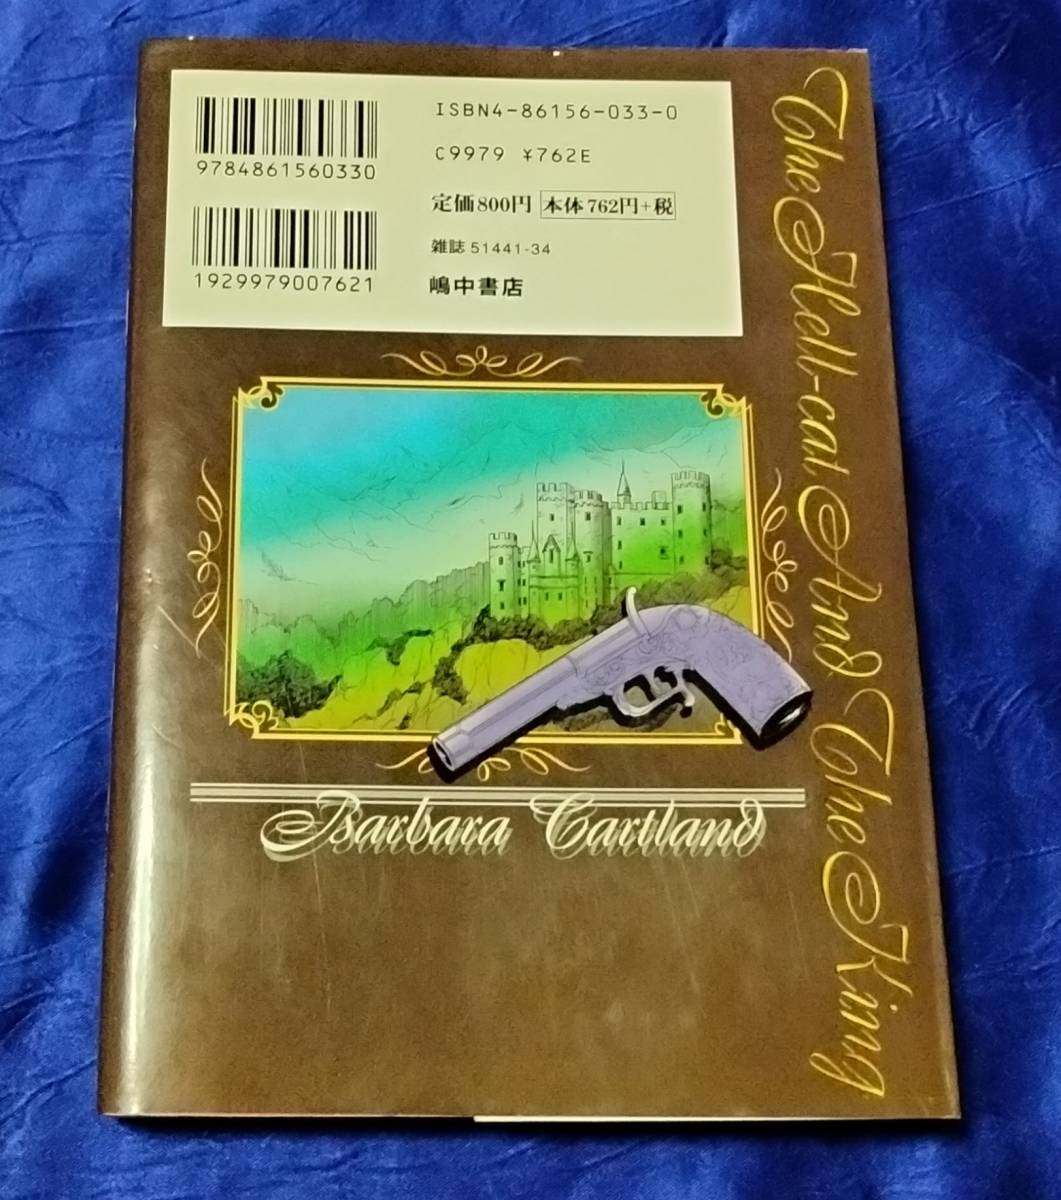 ISBN4-86156-033-0
9784861560330
C9979 ¥762E
定価800円 本体 762円+税
雑誌 51441-34
1929979007621
嶋中書店
The Hell-cat And The King
Barbara Cartland